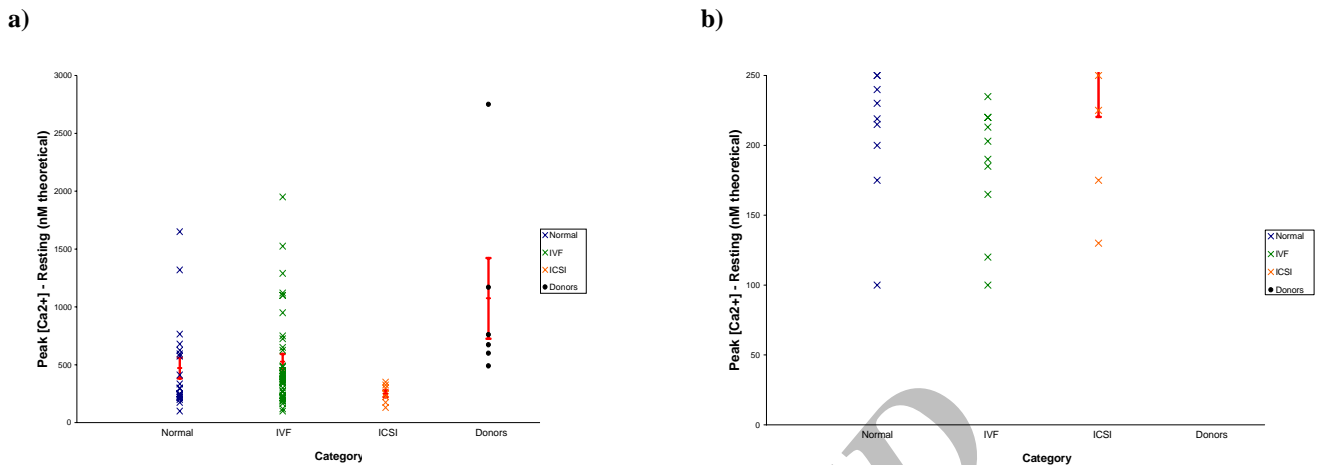 a)
b)
3000
2500
2000
1500
1000
500
0
Peak [Ca2+] - Resting (nM theoretical)
Normal IVF ICSI Donors
Category
Normal
IVF
ICSI
Donors
250
200
150
100
50
0
Peak [Ca2+] - Resting (nM theoretical)
Normal IVF ICSI Donors
Category
Normal
IVF
ICSI
Donors